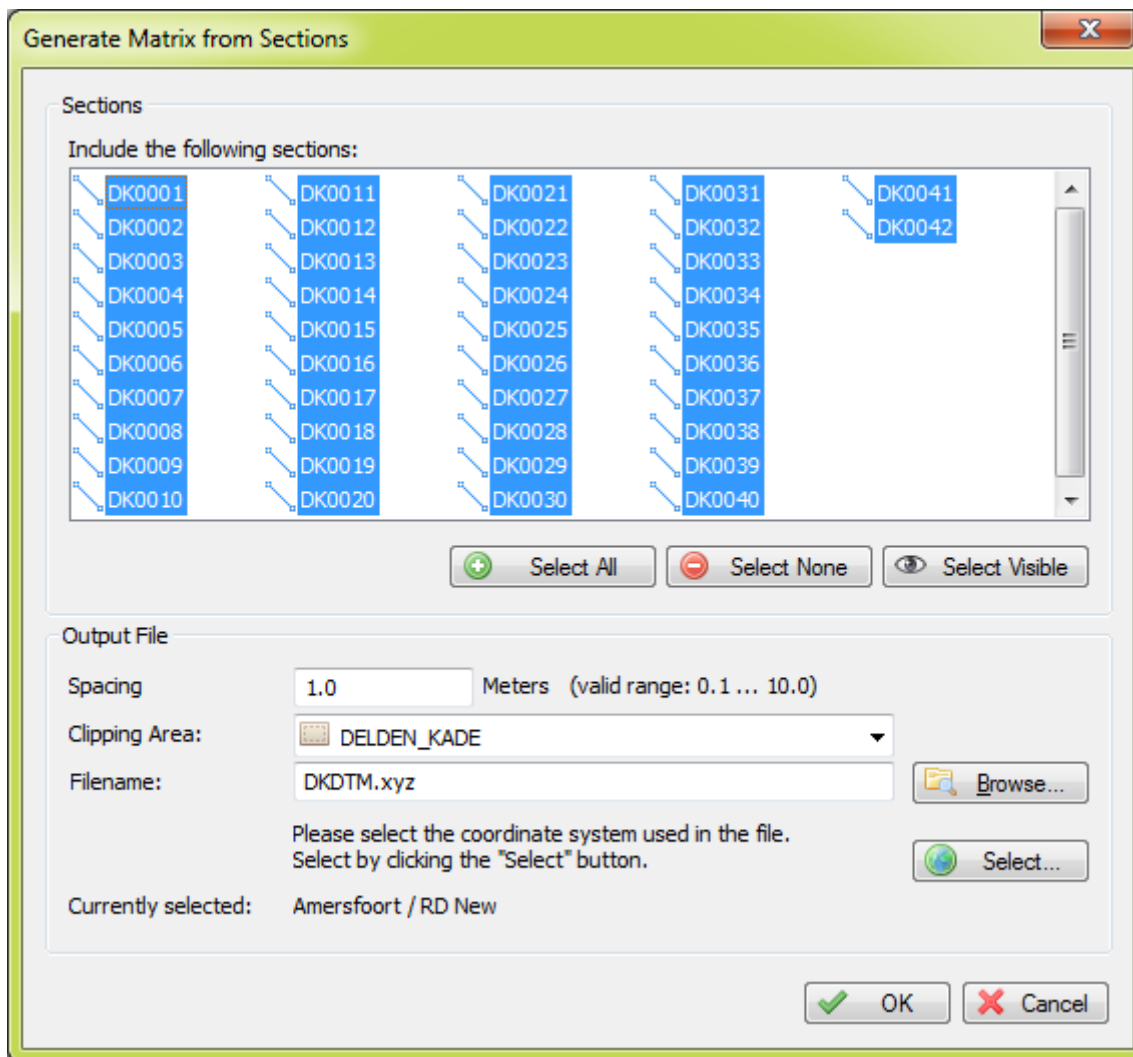 Generate Matrix from Sections
Sections
Include the following sections:
DK0001 DK0011 DK0021 DK0031 DK0041
DK0002 DK0012 DK0022 DK0032 DK0042
DK0003 DK0013 DK0023 DK0033
DK0004 DK0014 DK0024 DK0034
DK0005 DK0015 DK0025 DK0035
DK0006 DK0016 DK0026 DK0036
DK0007 DK0017 DK0027 DK0037
DK0008 DK0018 DK0028 DK0038
DK0009 DK0019 DK0029 DK0039
DK0010 DK0020 DK0030 DK0040
Select All Select None Select Visible
Output File
Spacing 1.0 Meters (valid range: 0.1 ... 10.0)
Clipping Area: DELDEN_KADE
Filename: DKDTM.xyz Browse...
Please select the coordinate system used in the file.
Select by clicking the "Select" button. Select...
Currently selected: Amersfoort / RD New
OK Cancel